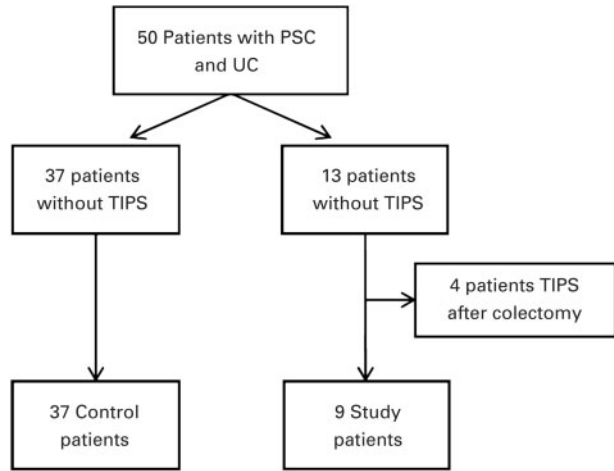 50 Patients with PSC
and UC
37 patients
without TIPS
13 patients
without TIPS
4 patients TIPS
after colectomy
37 Control
patients
9 Study
patients